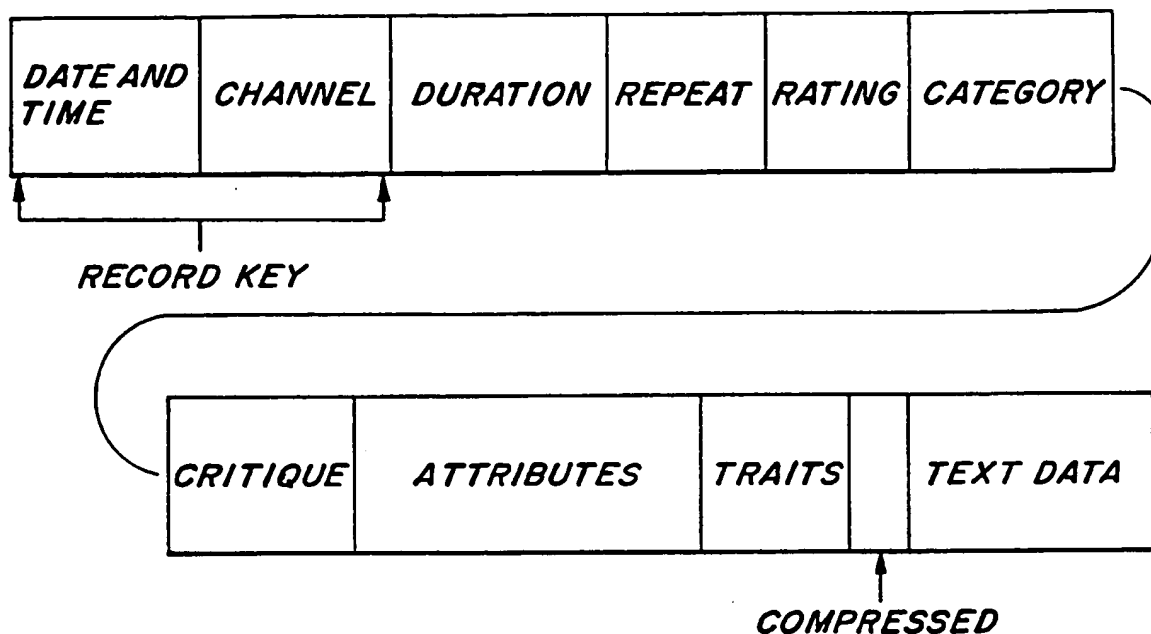 DATE AND
TIME
CHANNEL
DURATION
REPEAT
RATING
CATEGORY
RECORD KEY
CRITIQUE
ATTRIBUTES
TRAITS
TEXT DATA
COMPRESSED